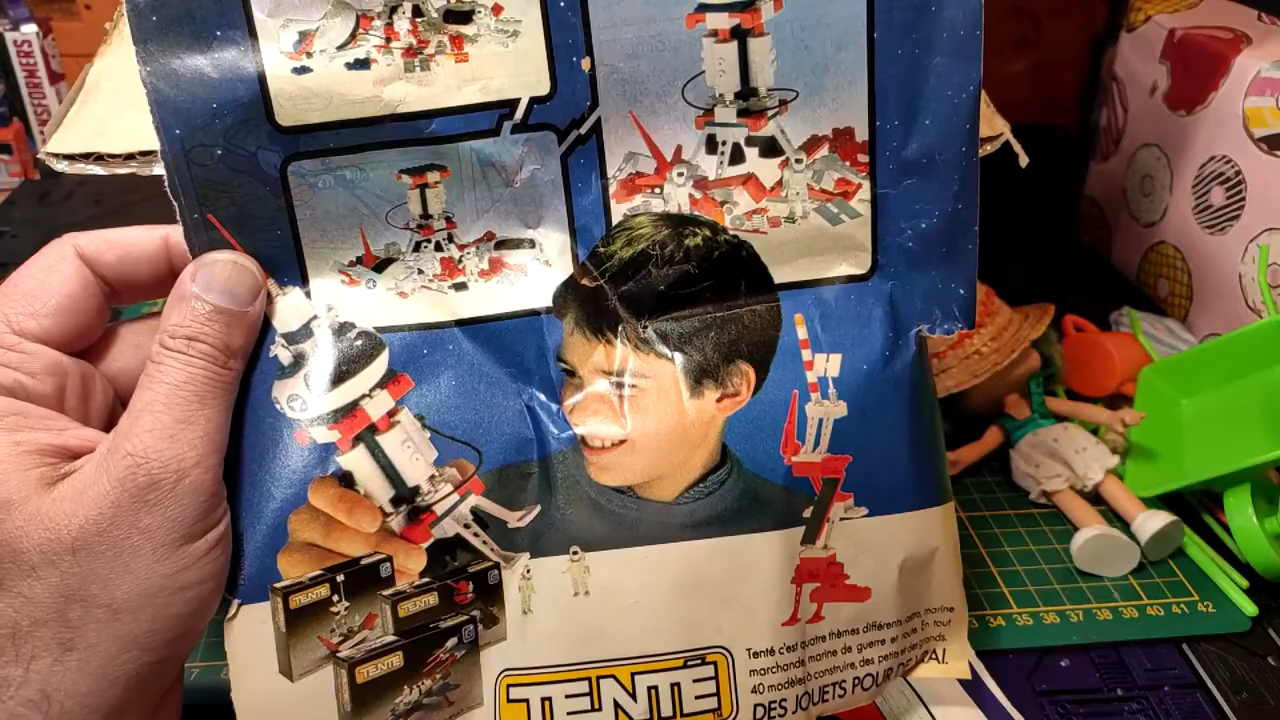 TRANSFORMERS
TENTE
TENTE
TENTE
TENTÉ
Tenté c'est quatre thèmes différents astro, marine
marchande, marine de guerre et route. En tout
40 modèles à construire, des petits et des grands.
DES JOUETS POUR DE VRAI.
34 35 36 37 38 39 40 41 42